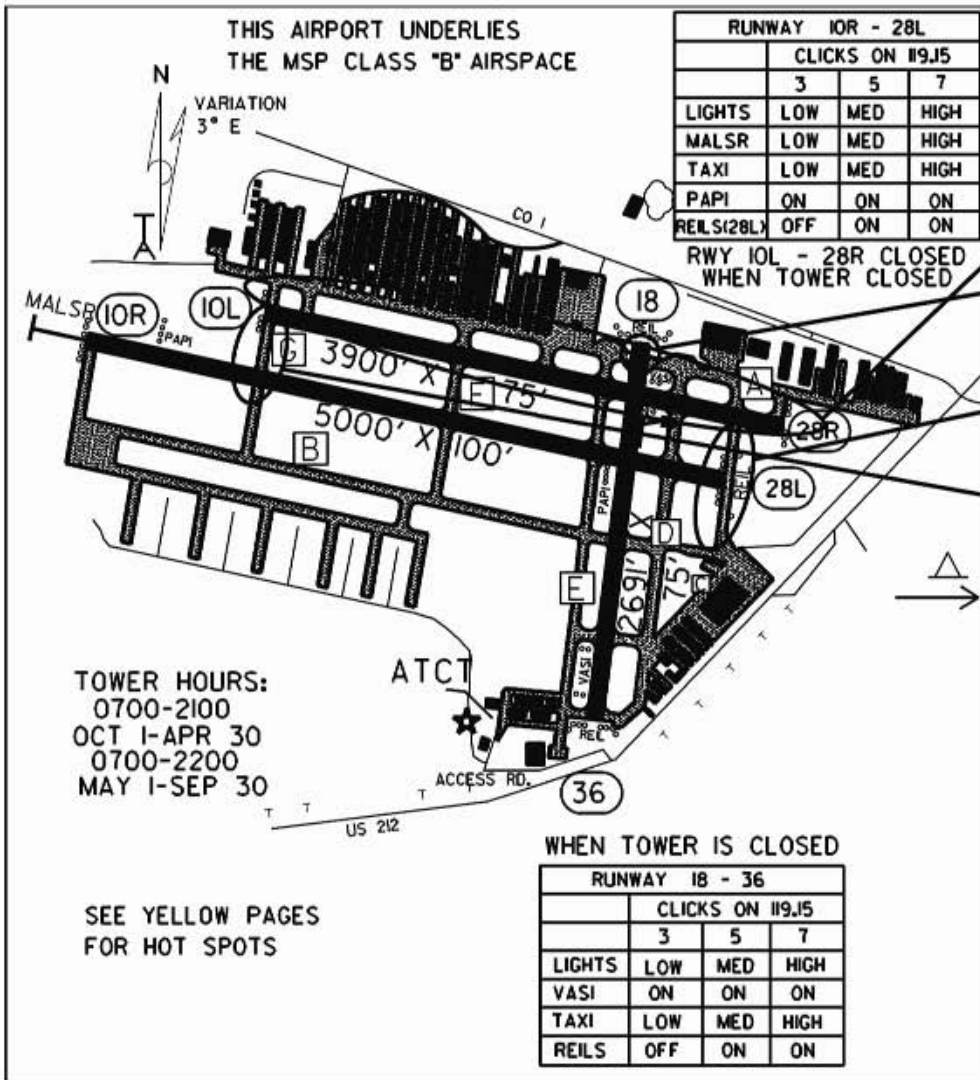 THIS AIRPORT UNDERLIES
THE MSP CLASS "B" AIRSPACE
RUNWAY 10R - 28L
CLICKS ON 119.15
3 5 7
LIGHTS LOW MED HIGH
MALSR LOW MED HIGH
TAXI LOW MED HIGH
PAPI ON ON ON
REILS(28L) OFF ON ON
RWY 10L - 28R CLOSED
WHEN TOWER CLOSED
N
VARIATION
3° E
CO 1
A
MALSR
10R
PAPI
10L
18
REIL
G
3900' X 75'
F
A
28R
5000' X 100'
B
PAPI
REIL
28L
D
E
2691'
X
75'
C
VASI
ATCT
REIL
ACCESS RD.
36
US 212
T T T T T T T T T
TOWER HOURS:
0700-2100
OCT 1-APR 30
0700-2200
MAY 1-SEP 30
WHEN TOWER IS CLOSED
RUNWAY 18 - 36
CLICKS ON 119.15
3 5 7
LIGHTS LOW MED HIGH
VASI ON ON ON
TAXI LOW MED HIGH
REILS OFF ON ON
SEE YELLOW PAGES
FOR HOT SPOTS